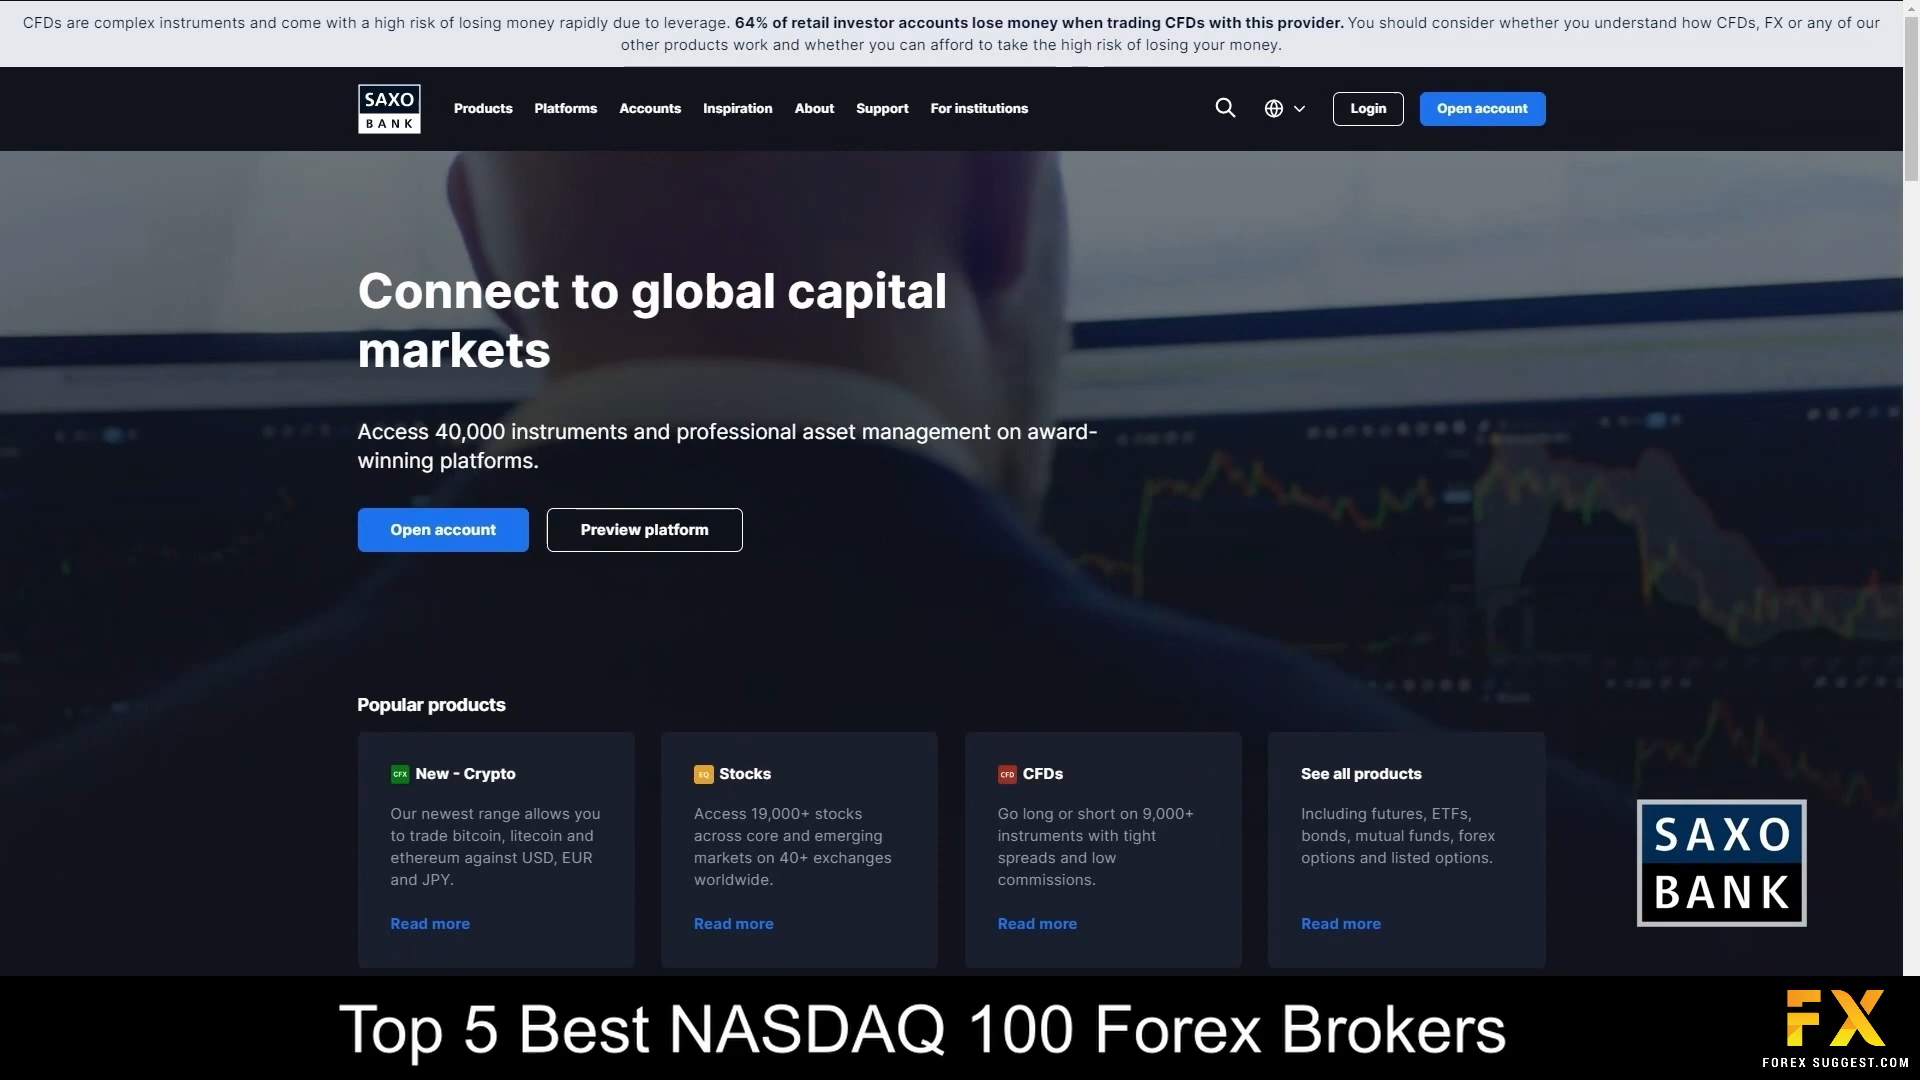 CFDs are complex instruments and come with a high risk of losing money rapidly due to leverage. 64% of retail investor accounts lose money when trading CFDs with this provider. You should consider whether you understand how CFDs, FX or any of our
other products work and whether you can afford to take the high risk of losing your money.
SAXO
BANK
Products Platforms Accounts Inspiration About Support For institutions
Login
Open account
Connect to global capital
markets
Access 40,000 instruments and professional asset management on award-
winning platforms.
Open account
Preview platform
Popular products
CFX New - Crypto
Our newest range allows you
to trade bitcoin, litecoin and
ethereum against USD, EUR
and JPY.
Read more
EQ Stocks
Access 19,000+ stocks
across core and emerging
markets on 40+ exchanges
worldwide.
Read more
CFD CFDs
Go long or short on 9,000+
instruments with tight
spreads and low
commissions.
Read more
See all products
Including futures, ETFs,
bonds, mutual funds, forex
options and listed options.
Read more
SAXO
BANK
Top 5 Best NASDAQ 100 Forex Brokers
FX
FOREX SUGGEST.COM